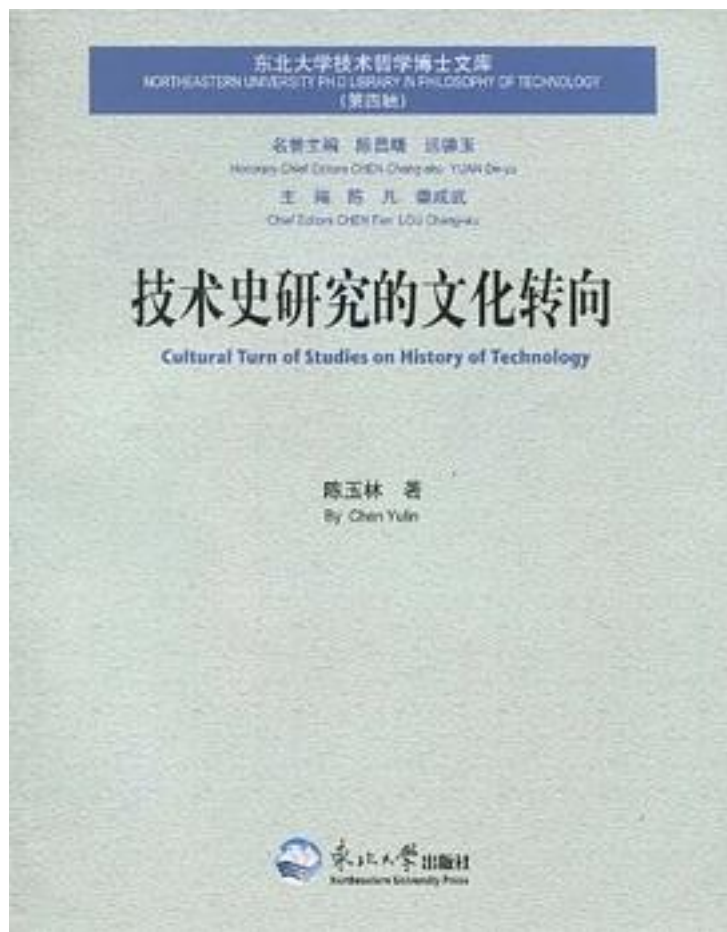 东北大学技术哲学博士文库
NORTHEASTERN UNIVERSITY PH D LIBRARY IN PHILOSOPHY OF TECHNOLOGY
(第四辑)
名誉主编 陈昌曙 远德玉
Honorary Chief Editors CHEN Chang-shu YUAN De-yu
主 编 陈 凡 娄成武
Chief Editors CHEN Fan LOU Cheng-wu
技术史研究的文化转向
Cultural Turn of Studies on History of Technology
陈玉林 著
By Chen Yulin
东北大学出版社
Northeastern University Press